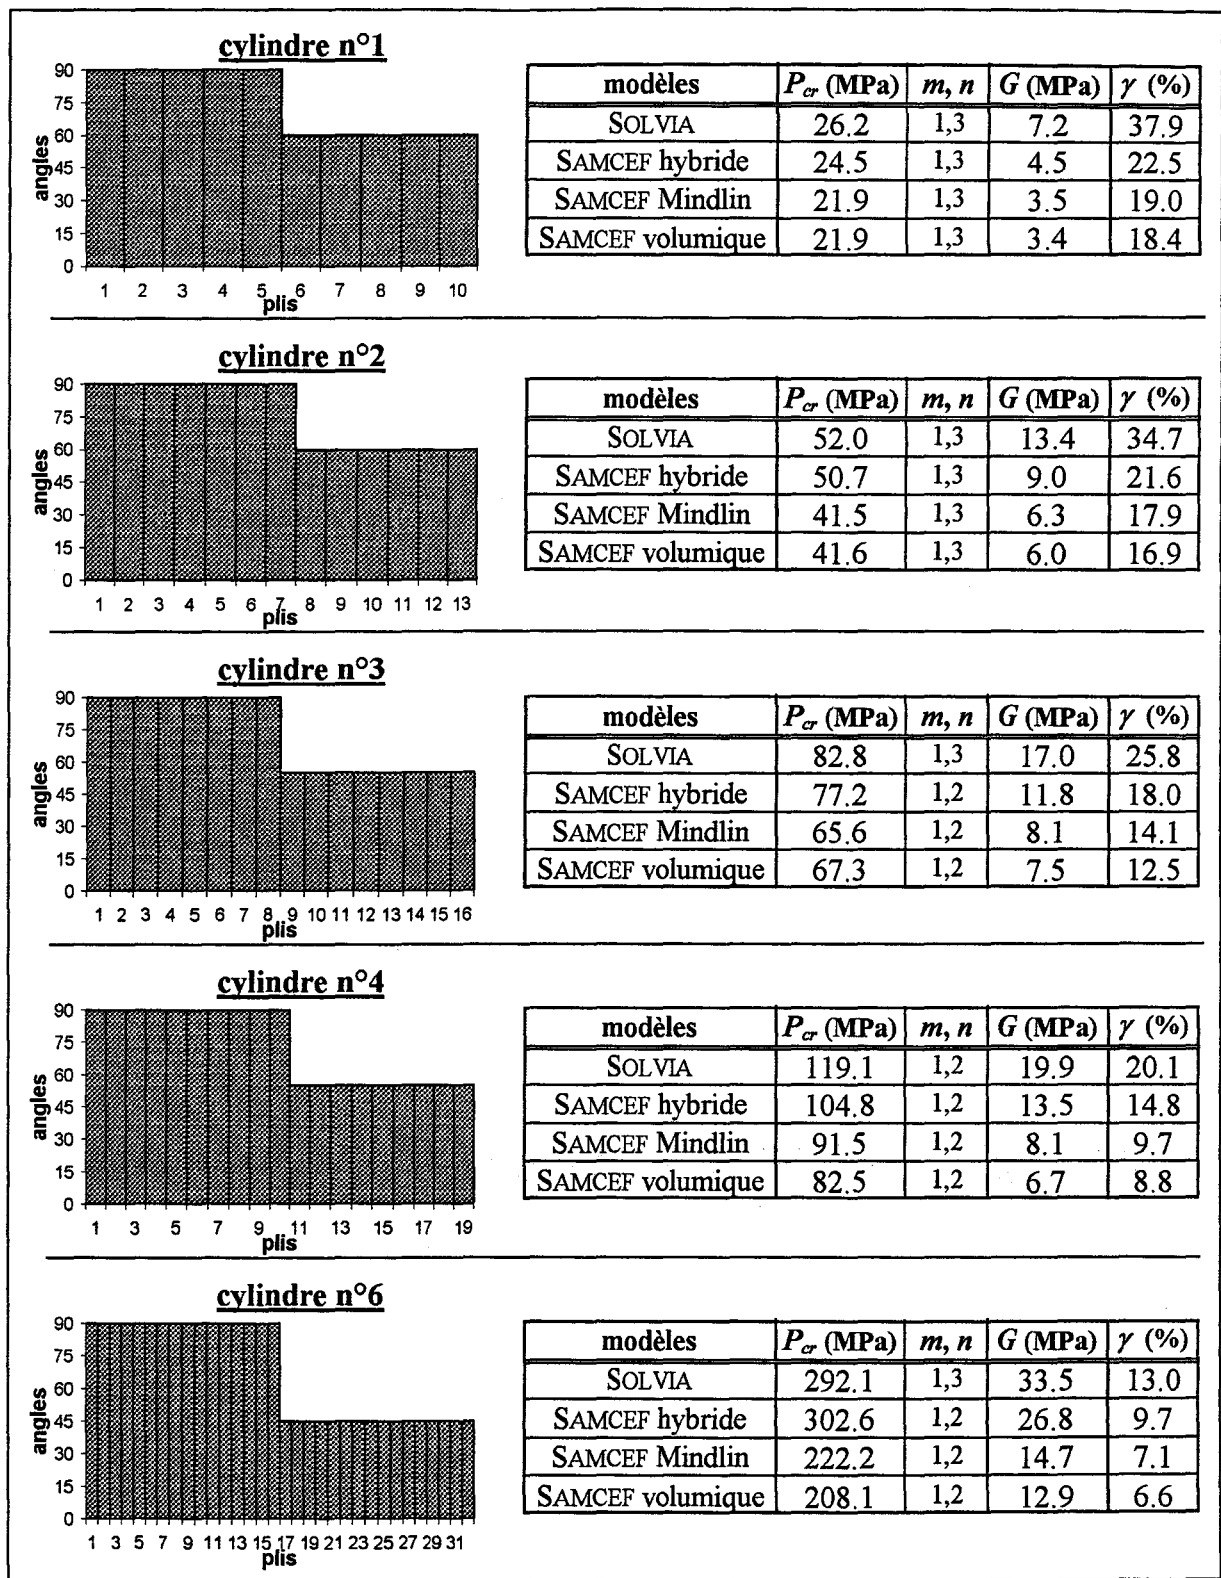 cylindre n°1
90
75
60
45
30
15
0
angles
1 2 3 4 5 6 7 8 9 10
plis
modèles P_cr (MPa) m, n G (MPa) γ (%)
SOLVIA 26.2 1,3 7.2 37.9
SAMCEF hybride 24.5 1,3 4.5 22.5
SAMCEF Mindlin 21.9 1,3 3.5 19.0
SAMCEF volumique 21.9 1,3 3.4 18.4
cylindre n°2
90
75
60
45
30
15
0
angles
1 2 3 4 5 6 7 8 9 10 11 12 13
plis
modèles P_cr (MPa) m, n G (MPa) γ (%)
SOLVIA 52.0 1,3 13.4 34.7
SAMCEF hybride 50.7 1,3 9.0 21.6
SAMCEF Mindlin 41.5 1,3 6.3 17.9
SAMCEF volumique 41.6 1,3 6.0 16.9
cylindre n°3
90
75
60
45
30
15
0
angles
1 2 3 4 5 6 7 8 9 10 11 12 13 14 15 16
plis
modèles P_cr (MPa) m, n G (MPa) γ (%)
SOLVIA 82.8 1,3 17.0 25.8
SAMCEF hybride 77.2 1,2 11.8 18.0
SAMCEF Mindlin 65.6 1,2 8.1 14.1
SAMCEF volumique 67.3 1,2 7.5 12.5
cylindre n°4
90
75
60
45
30
15
0
angles
1 3 5 7 9 11 13 15 17 19
plis
modèles P_cr (MPa) m, n G (MPa) γ (%)
SOLVIA 119.1 1,2 19.9 20.1
SAMCEF hybride 104.8 1,2 13.5 14.8
SAMCEF Mindlin 91.5 1,2 8.1 9.7
SAMCEF volumique 82.5 1,2 6.7 8.8
cylindre n°6
90
75
60
45
30
15
0
angles
1 3 5 7 9 11 13 15 17 19 21 23 25 27 29 31
plis
modèles P_cr (MPa) m, n G (MPa) γ (%)
SOLVIA 292.1 1,3 33.5 13.0
SAMCEF hybride 302.6 1,2 26.8 9.7
SAMCEF Mindlin 222.2 1,2 14.7 7.1
SAMCEF volumique 208.1 1,2 12.9 6.6